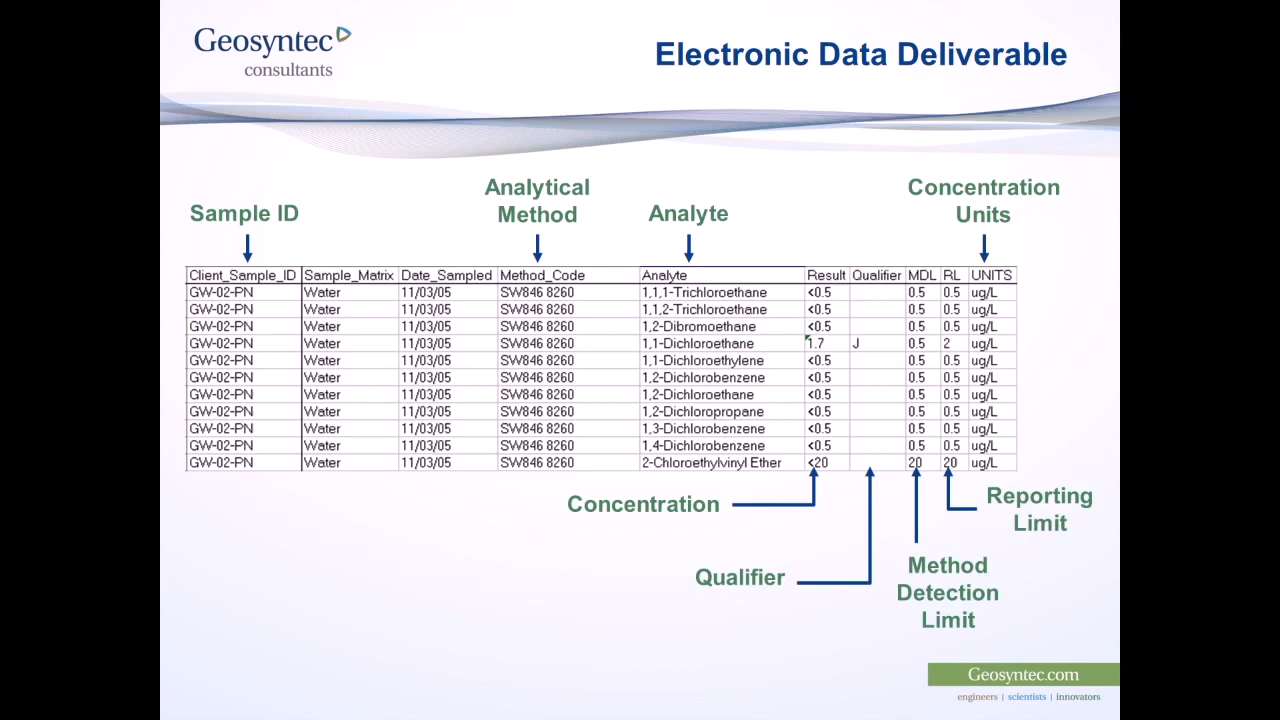 Geosyntec
consultants
Electronic Data Deliverable
Sample ID
Analytical
Method
Analyte
Concentration
Units
Client_Sample_ID Sample_Matrix Date_Sampled Method_Code Analyte Result Qualifier MDL RL UNITS
GW-02-PN Water 11/03/05 SW846 8260 1,1,1-Trichloroethane <0.5 0.5 0.5 ug/L
GW-02-PN Water 11/03/05 SW846 8260 1,1,2-Trichloroethane <0.5 0.5 0.5 ug/L
GW-02-PN Water 11/03/05 SW846 8260 1,2-Dibromoethane <0.5 0.5 0.5 ug/L
GW-02-PN Water 11/03/05 SW846 8260 1,1-Dichloroethane 1.7 J 0.5 2 ug/L
GW-02-PN Water 11/03/05 SW846 8260 1,1-Dichloroethylene <0.5 0.5 0.5 ug/L
GW-02-PN Water 11/03/05 SW846 8260 1,2-Dichlorobenzene <0.5 0.5 0.5 ug/L
GW-02-PN Water 11/03/05 SW846 8260 1,2-Dichloroethane <0.5 0.5 0.5 ug/L
GW-02-PN Water 11/03/05 SW846 8260 1,2-Dichloropropane <0.5 0.5 0.5 ug/L
GW-02-PN Water 11/03/05 SW846 8260 1,3-Dichlorobenzene <0.5 0.5 0.5 ug/L
GW-02-PN Water 11/03/05 SW846 8260 1,4-Dichlorobenzene <0.5 0.5 0.5 ug/L
GW-02-PN Water 11/03/05 SW846 8260 2-Chloroethylvinyl Ether <20 20 20 ug/L
Concentration
Reporting
Limit
Qualifier
Method
Detection
Limit
Geosyntec.com
engineers | scientists | innovators